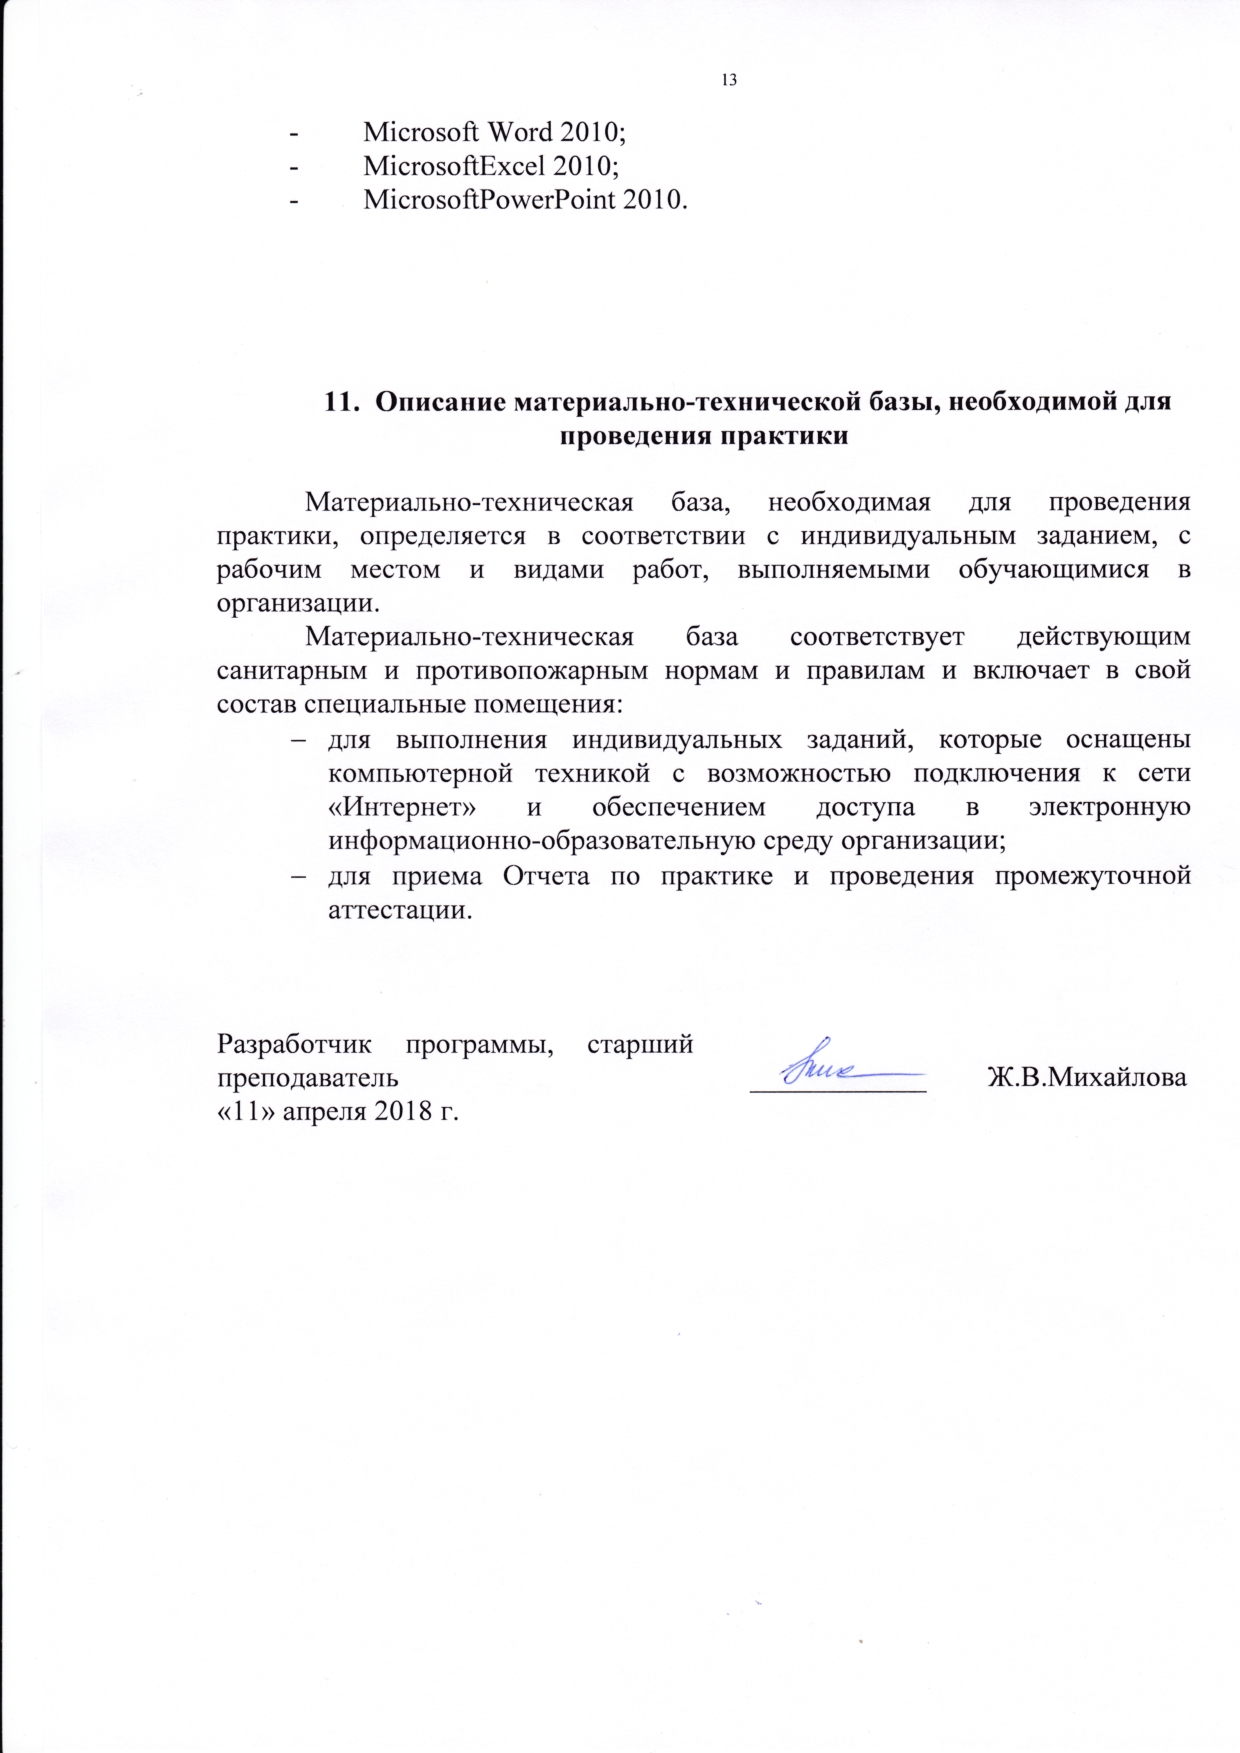 13
- Microsoft Word 2010;
- MicrosoftExcel 2010;
- MicrosoftPowerPoint 2010.
11. Описание материально-технической базы, необходимой для
проведения практики
Материально-техническая база, необходимая для проведения
практики, определяется в соответствии с индивидуальным заданием, с
рабочим местом и видами работ, выполняемыми обучающимися в
организации.
Материально-техническая база соответствует действующим
санитарным и противопожарным нормам и правилам и включает в свой
состав специальные помещения:
– для выполнения индивидуальных заданий, которые оснащены
компьютерной техникой с возможностью подключения к сети
«Интернет» и обеспечением доступа в электронную
информационно-образовательную среду организации;
– для приема Отчета по практике и проведения промежуточной
аттестации.
Разработчик программы, старший
преподаватель ____________ Ж.В.Михайлова
«11» апреля 2018 г.